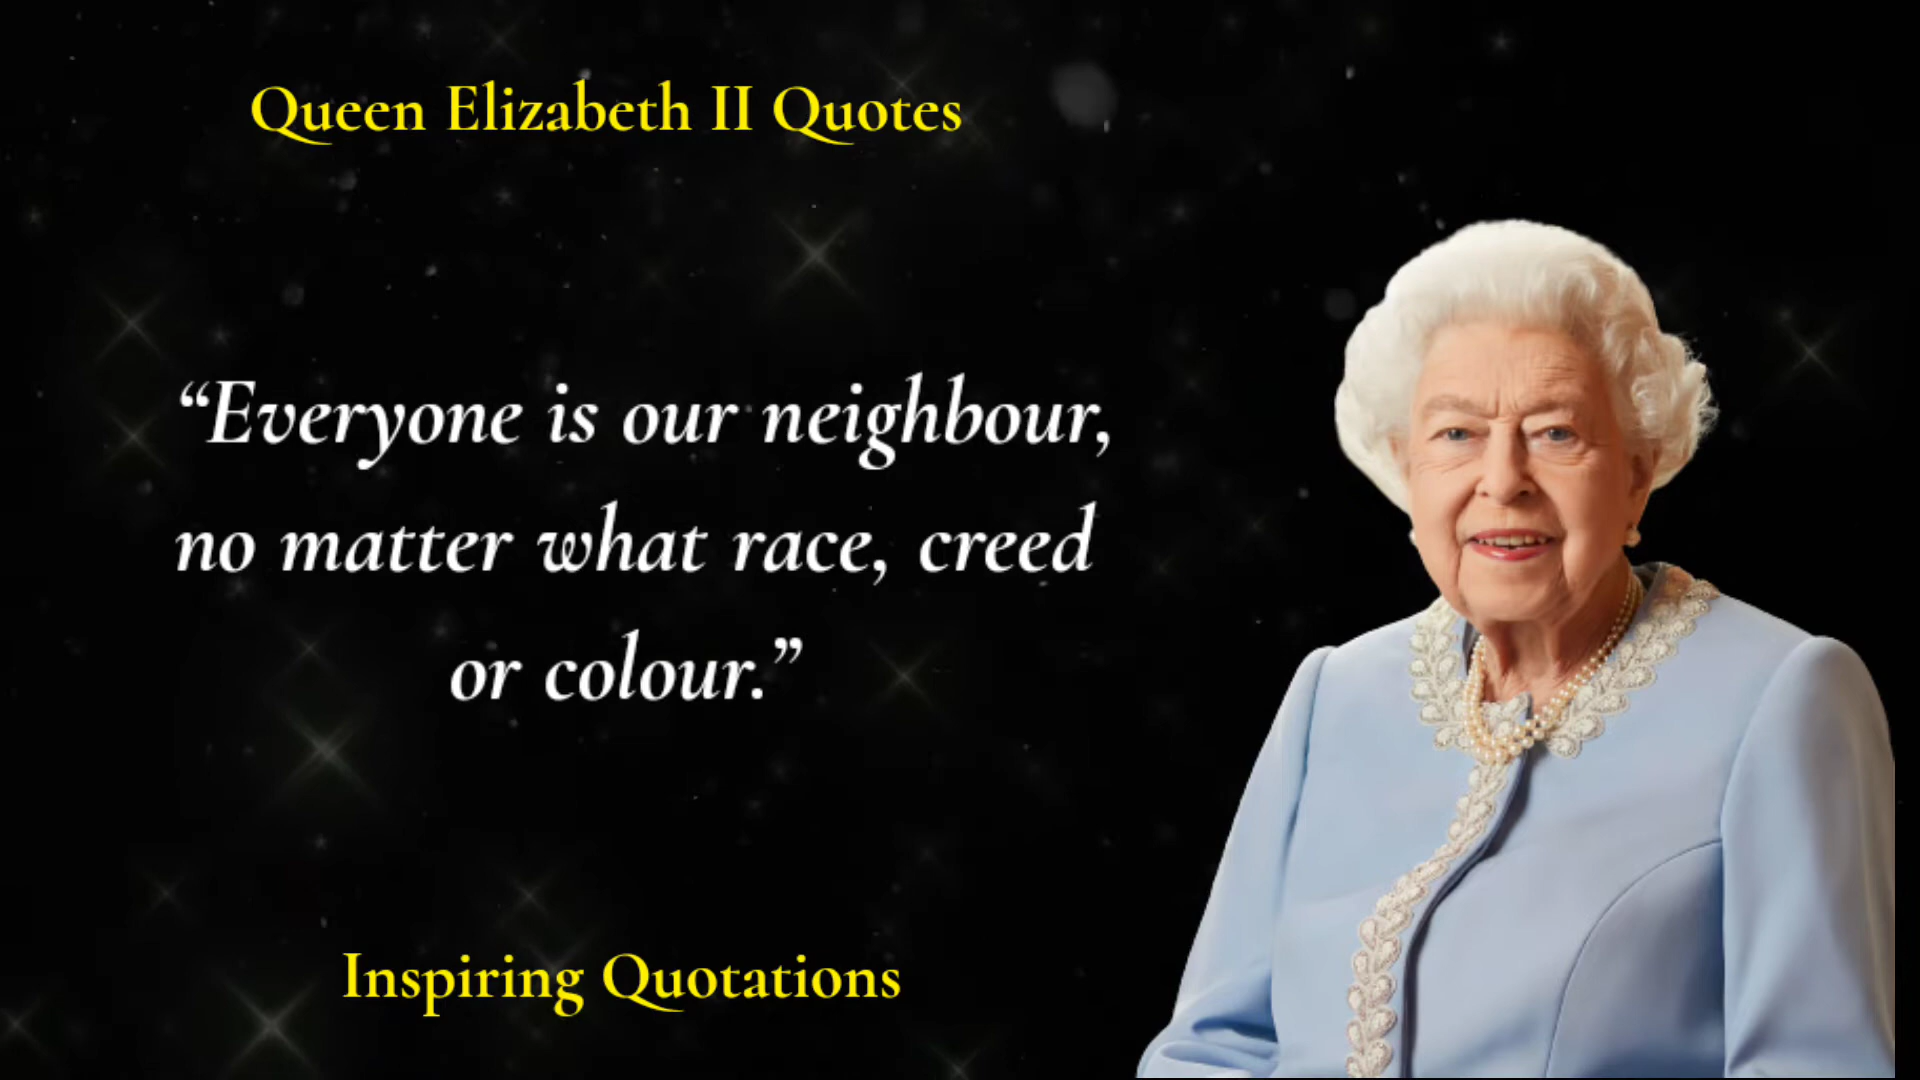 Queen Elizabeth II Quotes
“Everyone is our neighbour,
no matter what race, creed
or colour.”
Inspiring Quotations